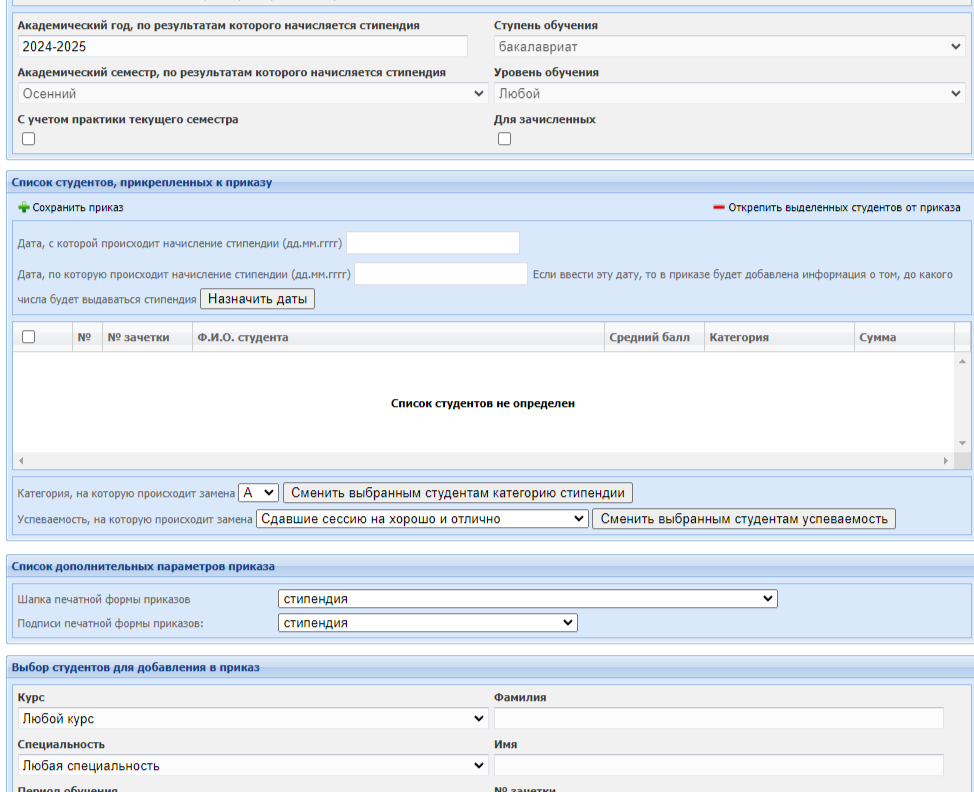 Академический год, по результатам которого начисляется стипендия Ступень обучения
2024-2025 бакалавриат
Академический семестр, по результатам которого начисляется стипендия Уровень обучения
Осенний Любой
С учетом практики текущего семестра Для зачисленных
Список студентов, прикрепленных к приказу
Сохранить приказ Открепить выделенных студентов от приказа
Дата, с которой происходит начисление стипендии (дд.мм.гггг)
Дата, по которую происходит начисление стипендии (дд.мм.гггг) Если ввести эту дату, то в приказе будет добавлена информация о том, до какого
числа будет выдаваться стипендия Назначить даты
№ № зачетки Ф.И.О. студента Средний балл Категория Сумма
Список студентов не определен
Категория, на которую происходит замена А Сменить выбранным студентам категорию стипендии
Успеваемость, на которую происходит замена Сдавшие сессию на хорошо и отлично Сменить выбранным студентам успеваемость
Список дополнительных параметров приказа
Шапка печатной формы приказов стипендия
Подписи печатной формы приказов: стипендия
Выбор студентов для добавления в приказ
Курс Фамилия
Любой курс
Специальность Имя
Любая специальность
Период обучения № зачетки